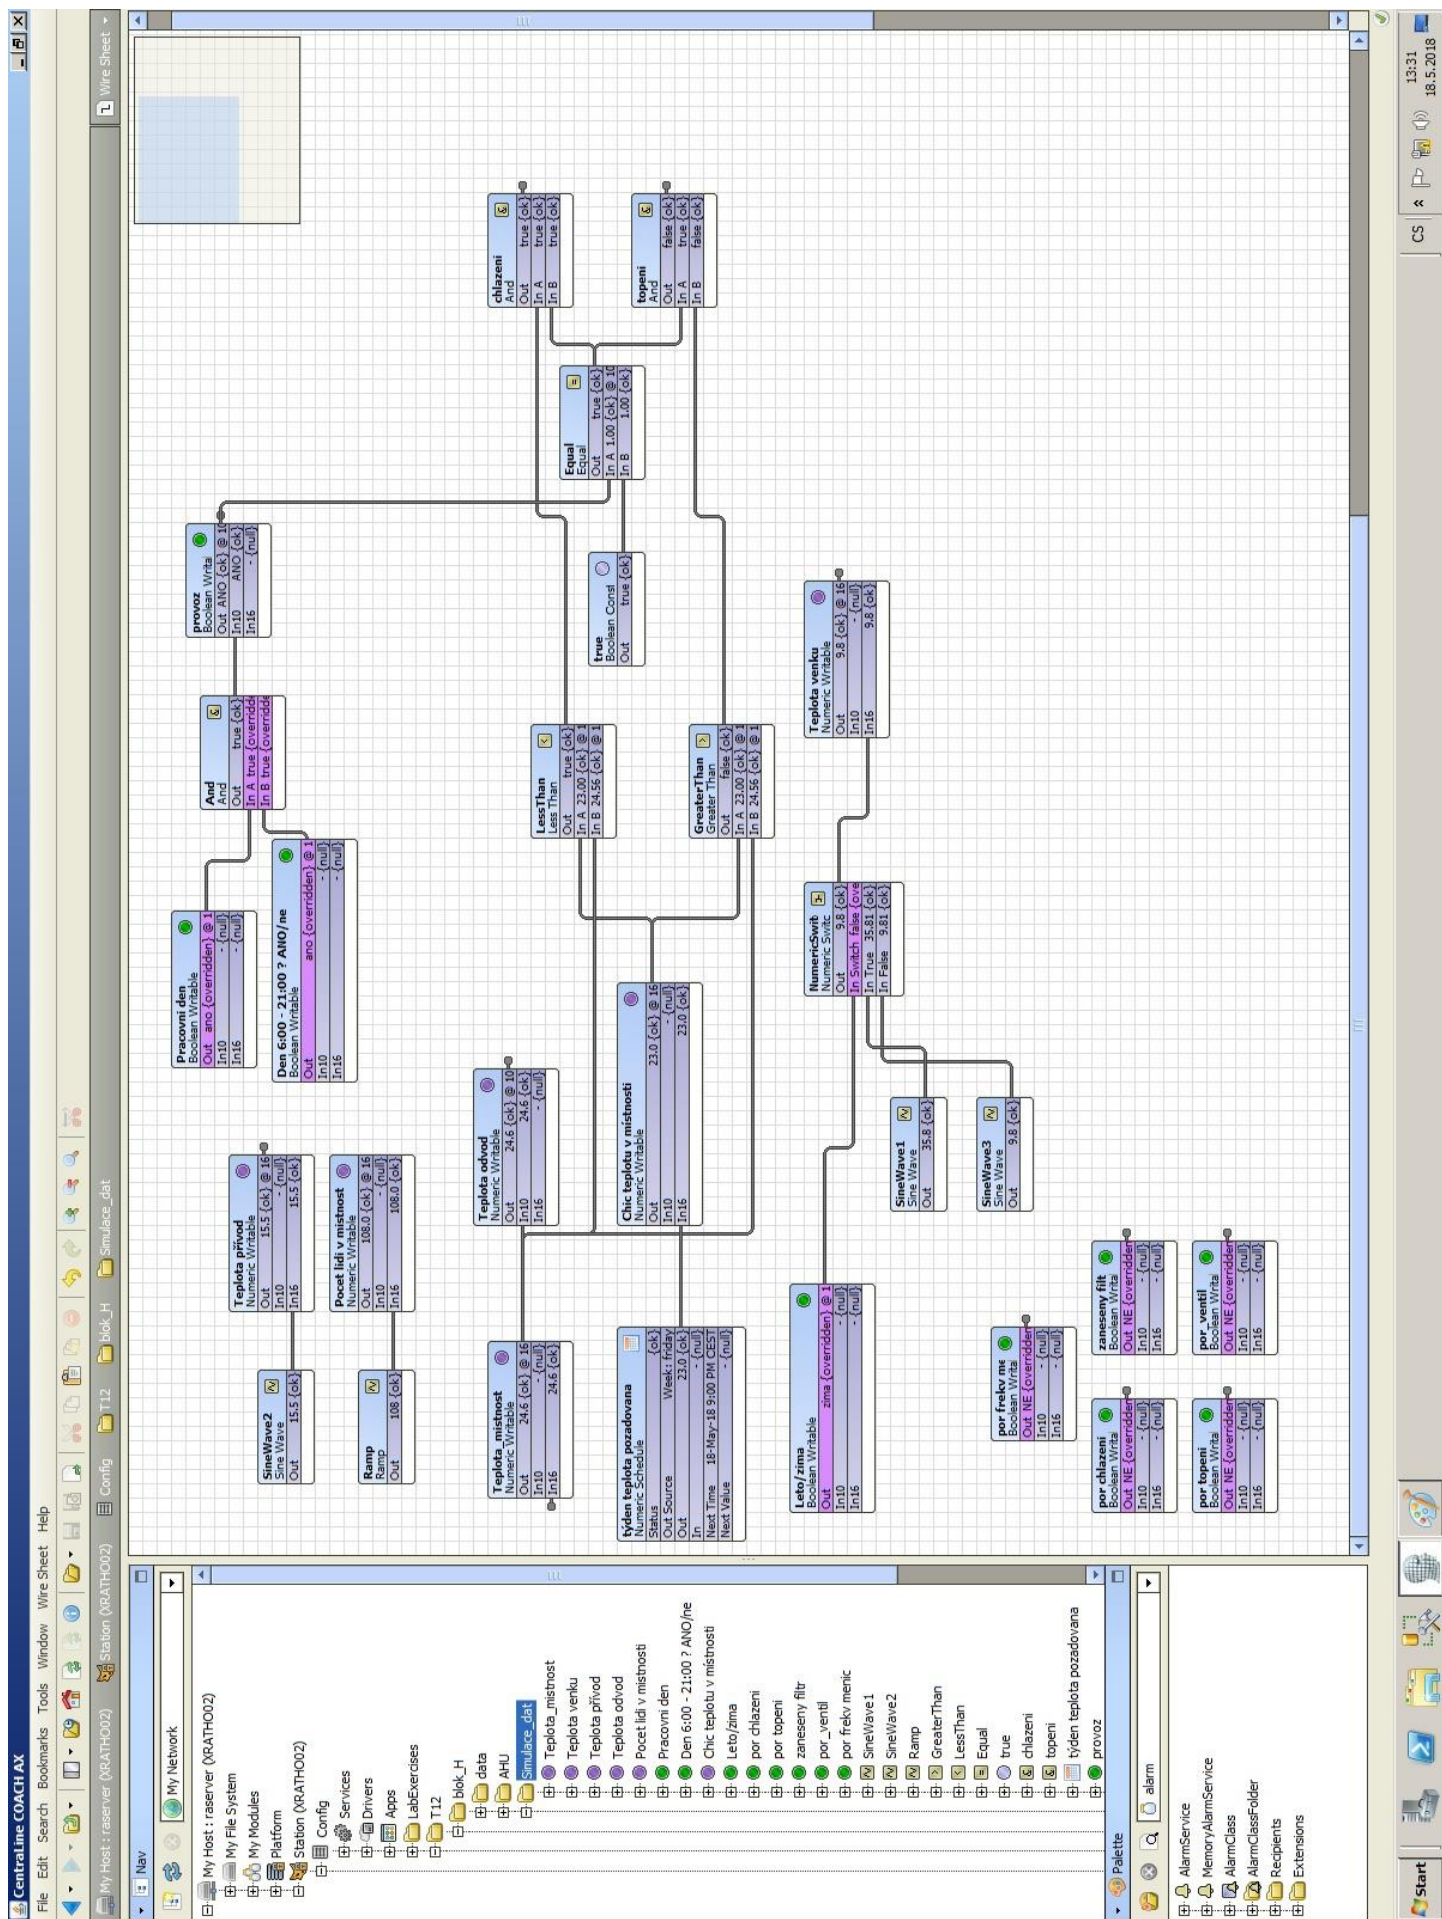 CentraLine COACH AX
File Edit Search Bookmarks Tools Window Wire Sheet Help
My Host : raserver (XRATHO02)
Station (XRATHO02)
Config
T12
blok_H
Simulace_dat
Wire Sheet
Nav
My Network
My Host : raserver (XRATHO02)
My File System
My Modules
Platform
Station (XRATHO02)
Config
Services
Drivers
Apps
LabExercises
T12
blok_H
data
AHU
Simulace_dat
Teplota_mistnost
Teplota venku
Teplota přívod
Teplota odvod
Pocet lidi v mistnosti
Pracovni den
Den 6:00 - 21:00 ? ANO/ne
Chic teplotu v mistnosti
Leto/zima
por chlazeni
por topeni
zaneseny filtr
por_ventil
por frekv menic
SineWave1
SineWave2
Ramp
GreaterThan
LessThan
Equal
true
chlazeni
topeni
týden teplota pozadovana
provoz
Palette
alarm
AlarmService
MemoryAlarmService
AlarmClass
AlarmClassFolder
Recipients
Extensions
SineWave2
Sine Wave
Out 15.5 {ok}
Teplota přívod
Numeric Writable
Out 15.5 {ok} @ 16
In10 - {null}
In16 15.5 {ok}
Ramp
Ramp
Out 108 {ok}
Pocet lidi v mistnost
Numeric Writable
Out 108.0 {ok} @ 16
In10 - {null}
In16 108.0 {ok}
Pracovni den
Boolean Writable
Out ano {overridden} @ 1
In10 - {null}
In16 - {null}
Den 6:00 - 21:00 ? ANO/ne
Boolean Writable
Out ano {overridden} @ 1
In10 - {null}
In16 - {null}
And
And
Out true {ok}
In A true {overridde
In B true {overridde
provoz
Boolean Writal
Out ANO {ok} @ 10
In10 ANO {ok}
In16 - {null}
Teplota_mistnost
Numeric Writable
Out 24.6 {ok} @ 16
In10 - {null}
In16 24.6 {ok}
Teplota odvod
Numeric Writable
Out 24.6 {ok} @ 10
In10 24.6 {ok}
In16 - {null}
týden teplota pozadovana
Numeric Schedule
Status {ok}
Out Source Week: friday
Out 23.0 {ok}
In - {null}
Next Time 18-May-18 9:00 PM CEST
Next Value - {null}
Chic teplotu v mistnosti
Numeric Writable
Out 23.0 {ok} @ 16
In10 - {null}
In16 23.0 {ok}
LessThan
Less Than
Out true {ok}
In A 23.00 {ok} @ 1
In B 24.56 {ok} @ 1
GreaterThan
Greater Than
Out false {ok}
In A 23.00 {ok} @ 1
In B 24.56 {ok} @ 1
true
Boolean Const
Out true {ok}
Equal
Equal
Out true {ok}
In A 1.00 {ok} @ 10
In B 1.00 {ok}
chlazeni
And
Out true {ok}
In A true {ok}
In B true {ok}
topeni
And
Out false {ok}
In A true {ok}
In B false {ok}
Leto/zima
Boolean Writable
Out zima {overridden} @ 1
In10 - {null}
In16 - {null}
SineWave1
Sine Wave
Out 35.8 {ok}
SineWave3
Sine Wave
Out 9.8 {ok}
NumericSwit
Numeric Switc
Out 9.8 {ok}
In Switch false {ove
In True 35.81 {ok}
In False 9.81 {ok}
Teplota venku
Numeric Writable
Out 9.8 {ok} @ 16
In10 - {null}
In16 9.8 {ok}
por frekv me
Boolean Writal
Out NE {overridden
In10 - {null}
In16 - {null}
por chlazeni
Boolean Writal
Out NE {overridden
In10 - {null}
In16 - {null}
zaneseny filt
Boolean Writal
Out NE {overridden
In10 - {null}
In16 - {null}
por topeni
Boolean Writal
Out NE {overridden
In10 - {null}
In16 - {null}
por_ventil
Boolean Writal
Out NE {overridden
In10 - {null}
In16 - {null}
Start
CS
13:31
18.5.2018